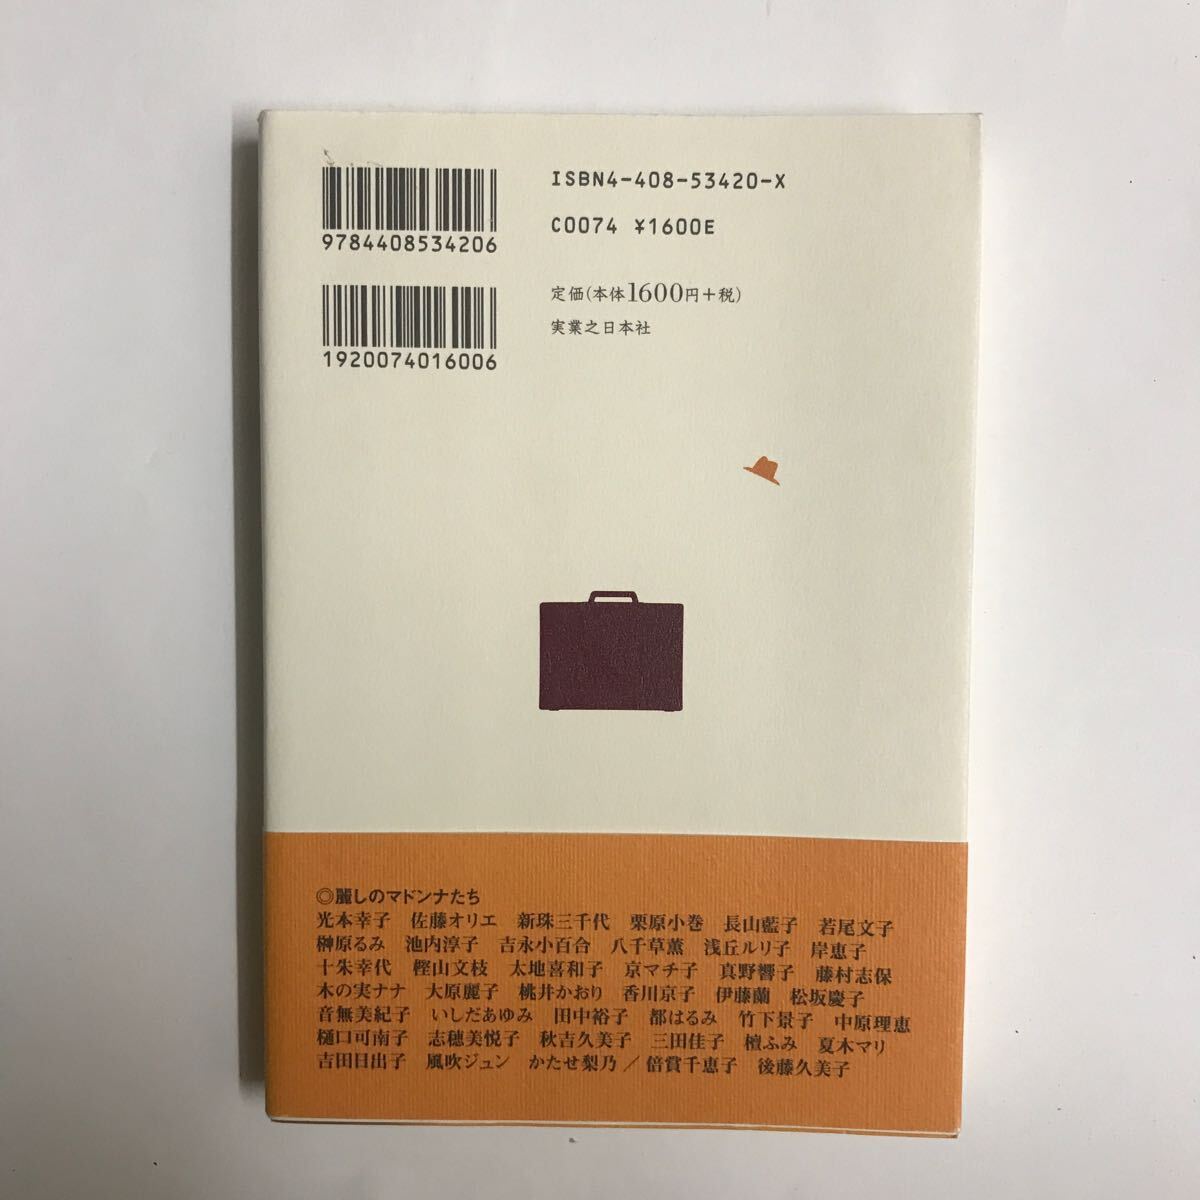 ISBN4-408-53420-X
C0074 ¥1600E
9784408534206
定価(本体1600円+税)
実業之日本社
1920074016006
◎麗しのマドンナたち
光本幸子 佐藤オリエ 新珠三千代 栗原小巻 長山藍子 若尾文子
榊原るみ 池内淳子 吉永小百合 八千草薫 浅丘ルリ子 岸恵子
十朱幸代 樫山文枝 太地喜和子 京マチ子 真野響子 藤村志保
木の実ナナ 大原麗子 桃井かおり 香川京子 伊藤蘭 松坂慶子
音無美紀子 いしだあゆみ 田中裕子 都はるみ 竹下景子 中原理恵
樋口可南子 志穂美悦子 秋吉久美子 三田佳子 檀ふみ 夏木マリ
吉田日出子 風吹ジュン かたせ梨乃/倍賞千恵子 後藤久美子